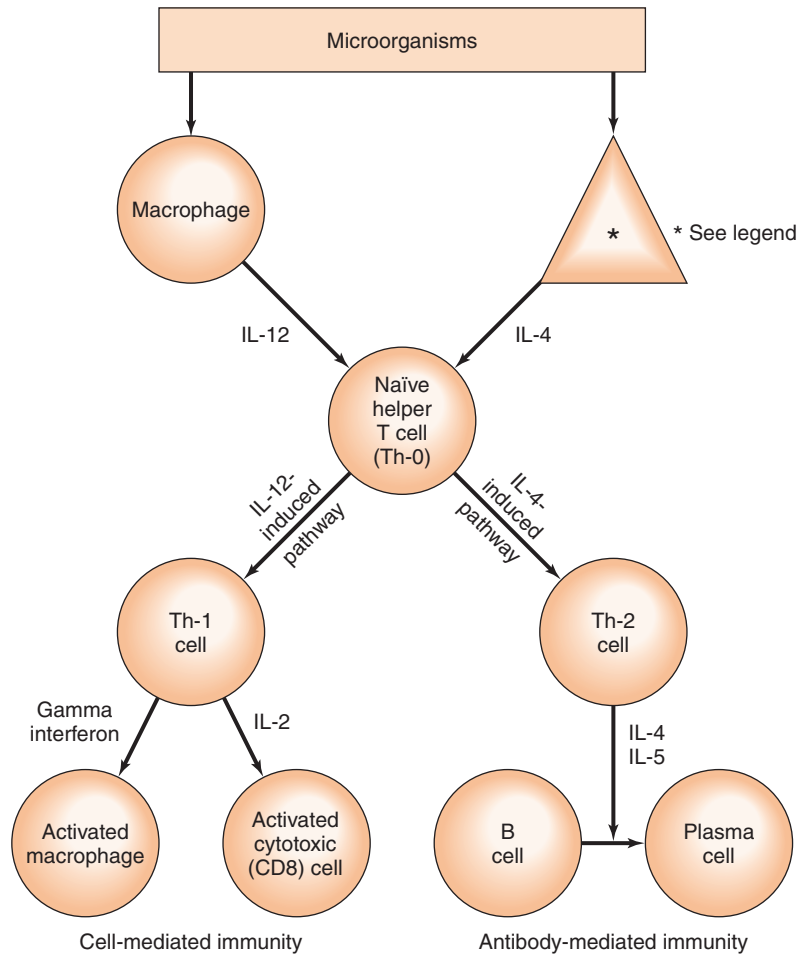 Microorganisms
Macrophage
*
* See legend
IL-12
IL-4
Naïve
helper
T cell
(Th-0)
IL-12-
induced
pathway
IL-4-
induced
pathway
Th-1
cell
Th-2
cell
Gamma
interferon
IL-2
IL-4
IL-5
Activated
macrophage
Activated
cytotoxic
(CD8) cell
B
cell
Plasma
cell
Cell-mediated immunity
Antibody-mediated immunity